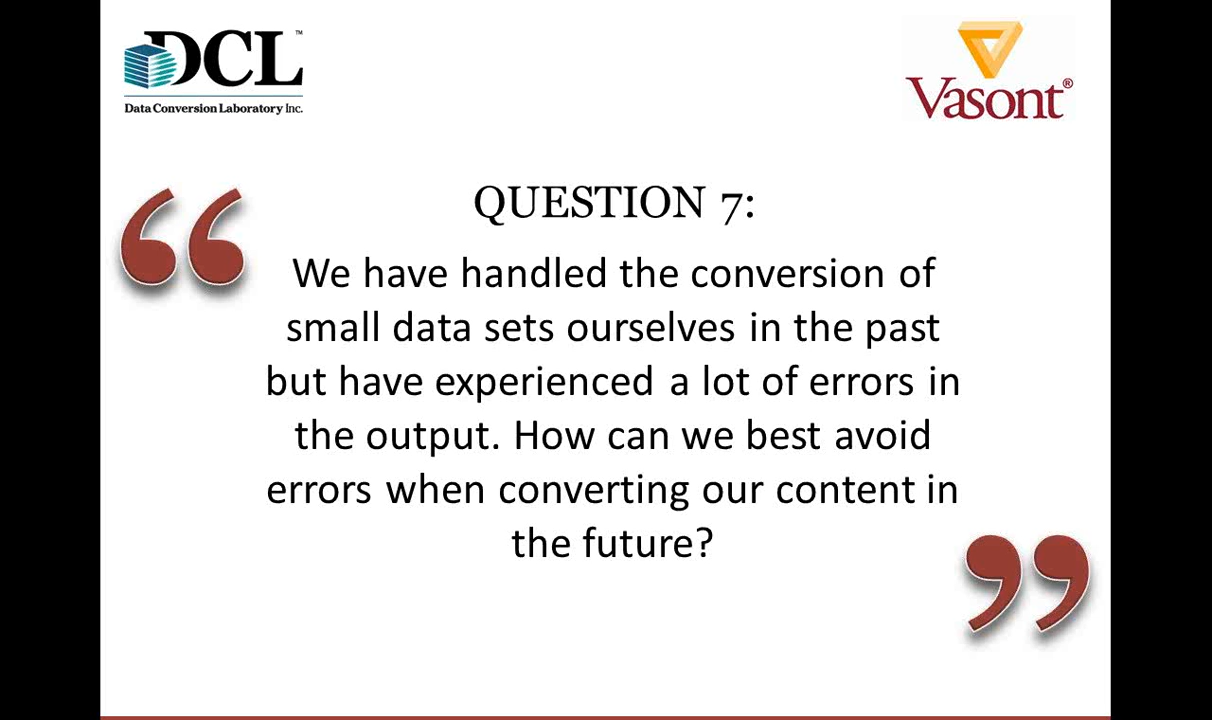 DCL™
Data Conversion Laboratory Inc.
Vasont®
QUESTION 7:
“
We have handled the conversion of
small data sets ourselves in the past
but have experienced a lot of errors in
the output. How can we best avoid
errors when converting our content in
the future?
”